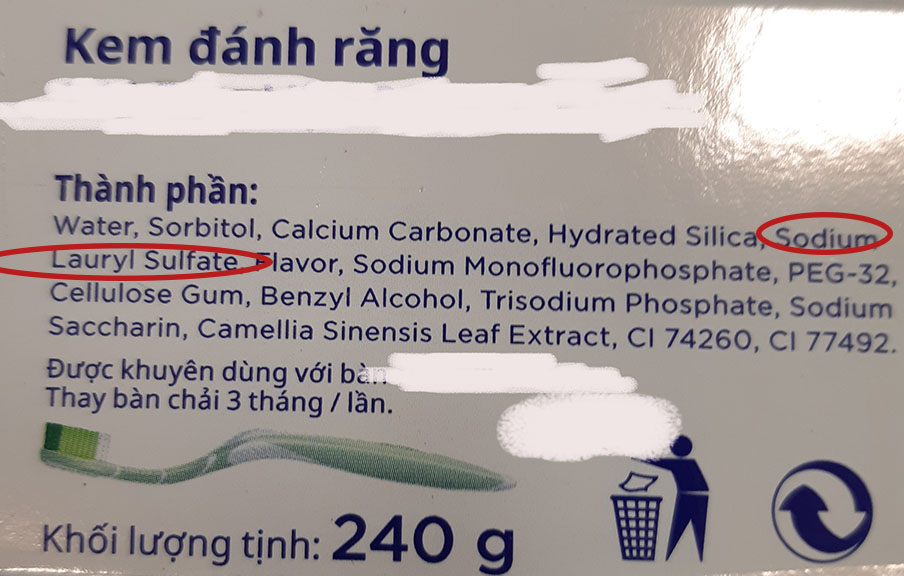 Kem đánh răng
Thành phần:
Water, Sorbitol, Calcium Carbonate, Hydrated Silica, Sodium
Lauryl Sulfate, Flavor, Sodium Monofluorophosphate, PEG-32,
Cellulose Gum, Benzyl Alcohol, Trisodium Phosphate, Sodium
Saccharin, Camellia Sinensis Leaf Extract, CI 74260, CI 77492.
Được khuyên dùng với bàn
Thay bàn chải 3 tháng / lần.
Khối lượng tịnh: 240 g